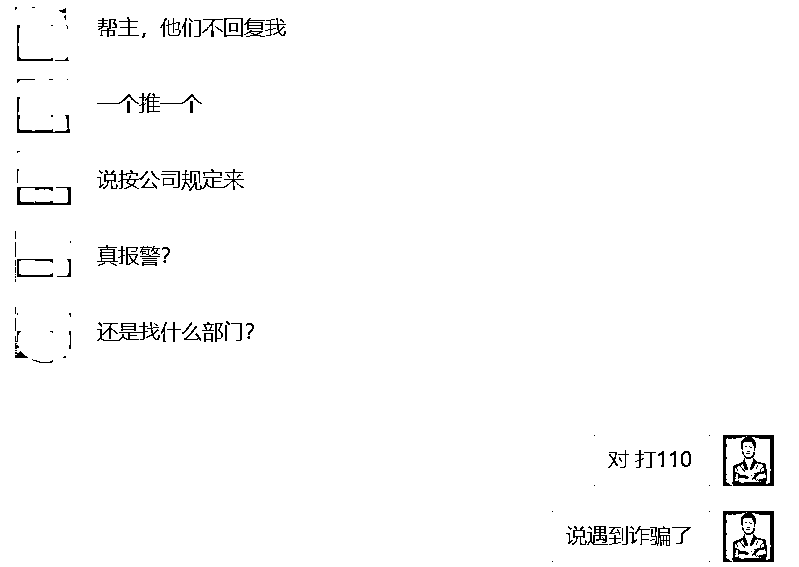 帮主，他们不回复我
一个推一个
说按公司规定来
真报警？
还是找什么部门？
对 打110
说遇到诈骗了